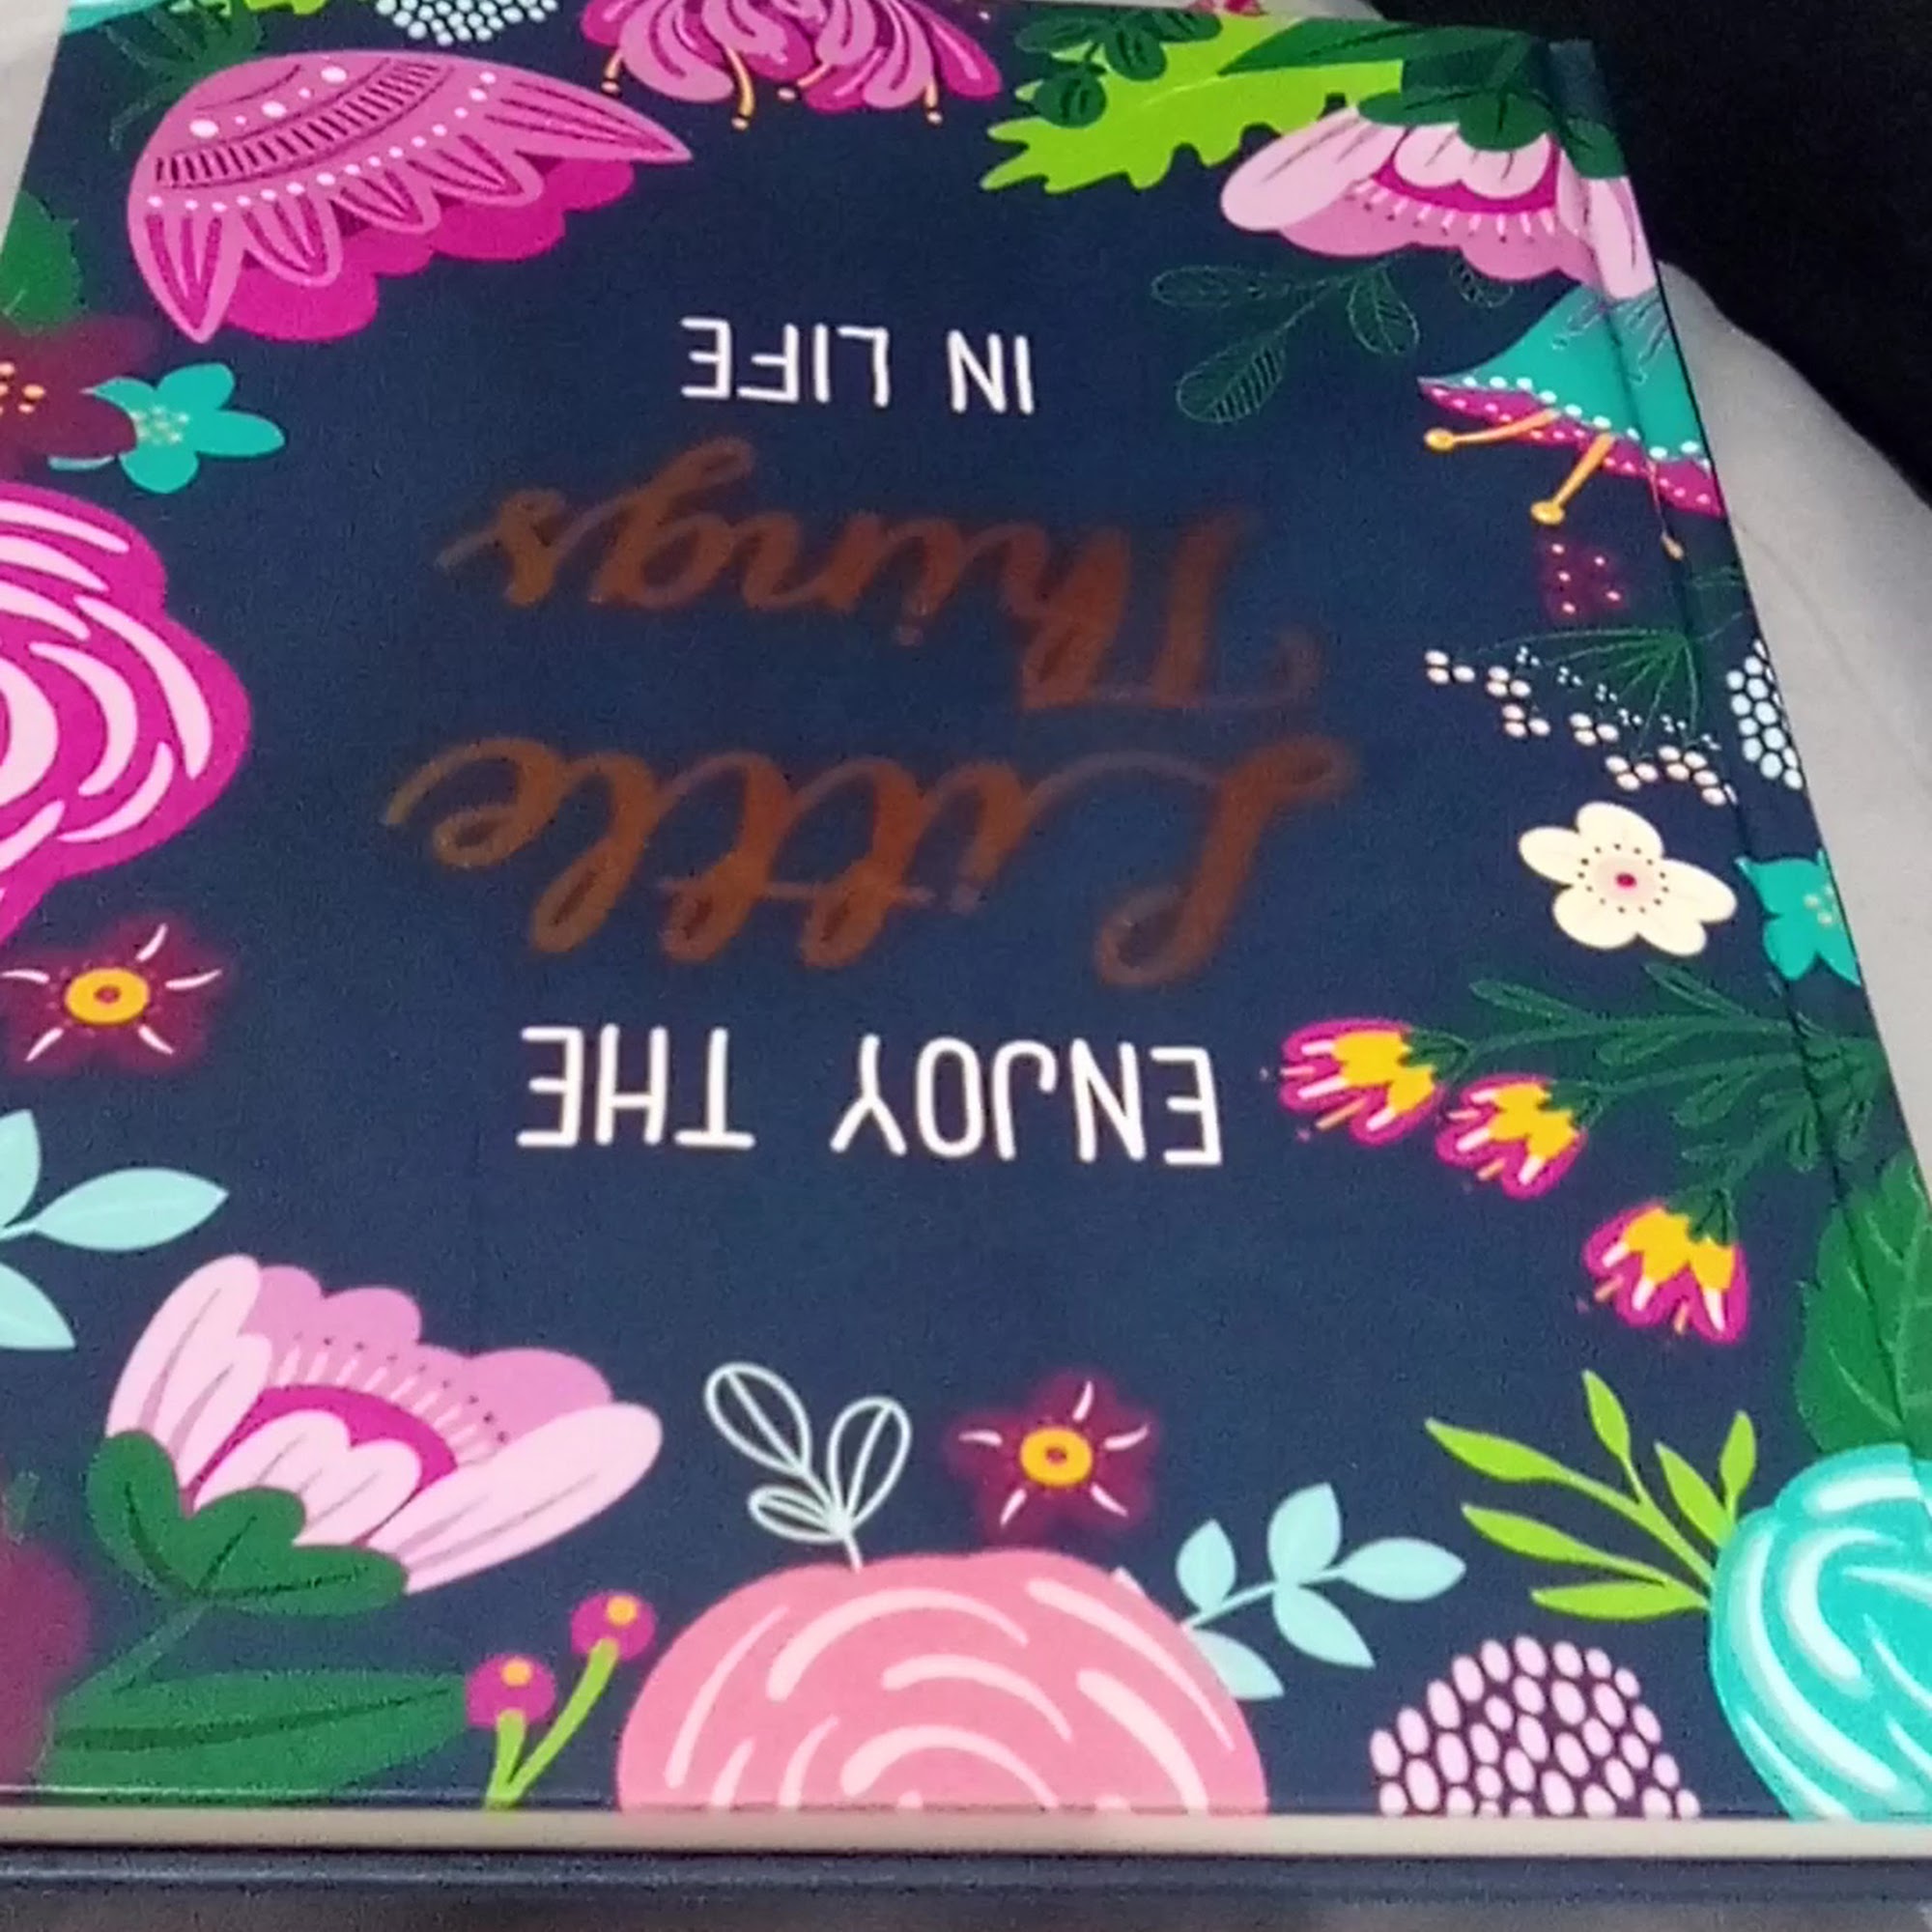 ENJOY THE
Little
Things
IN LIFE